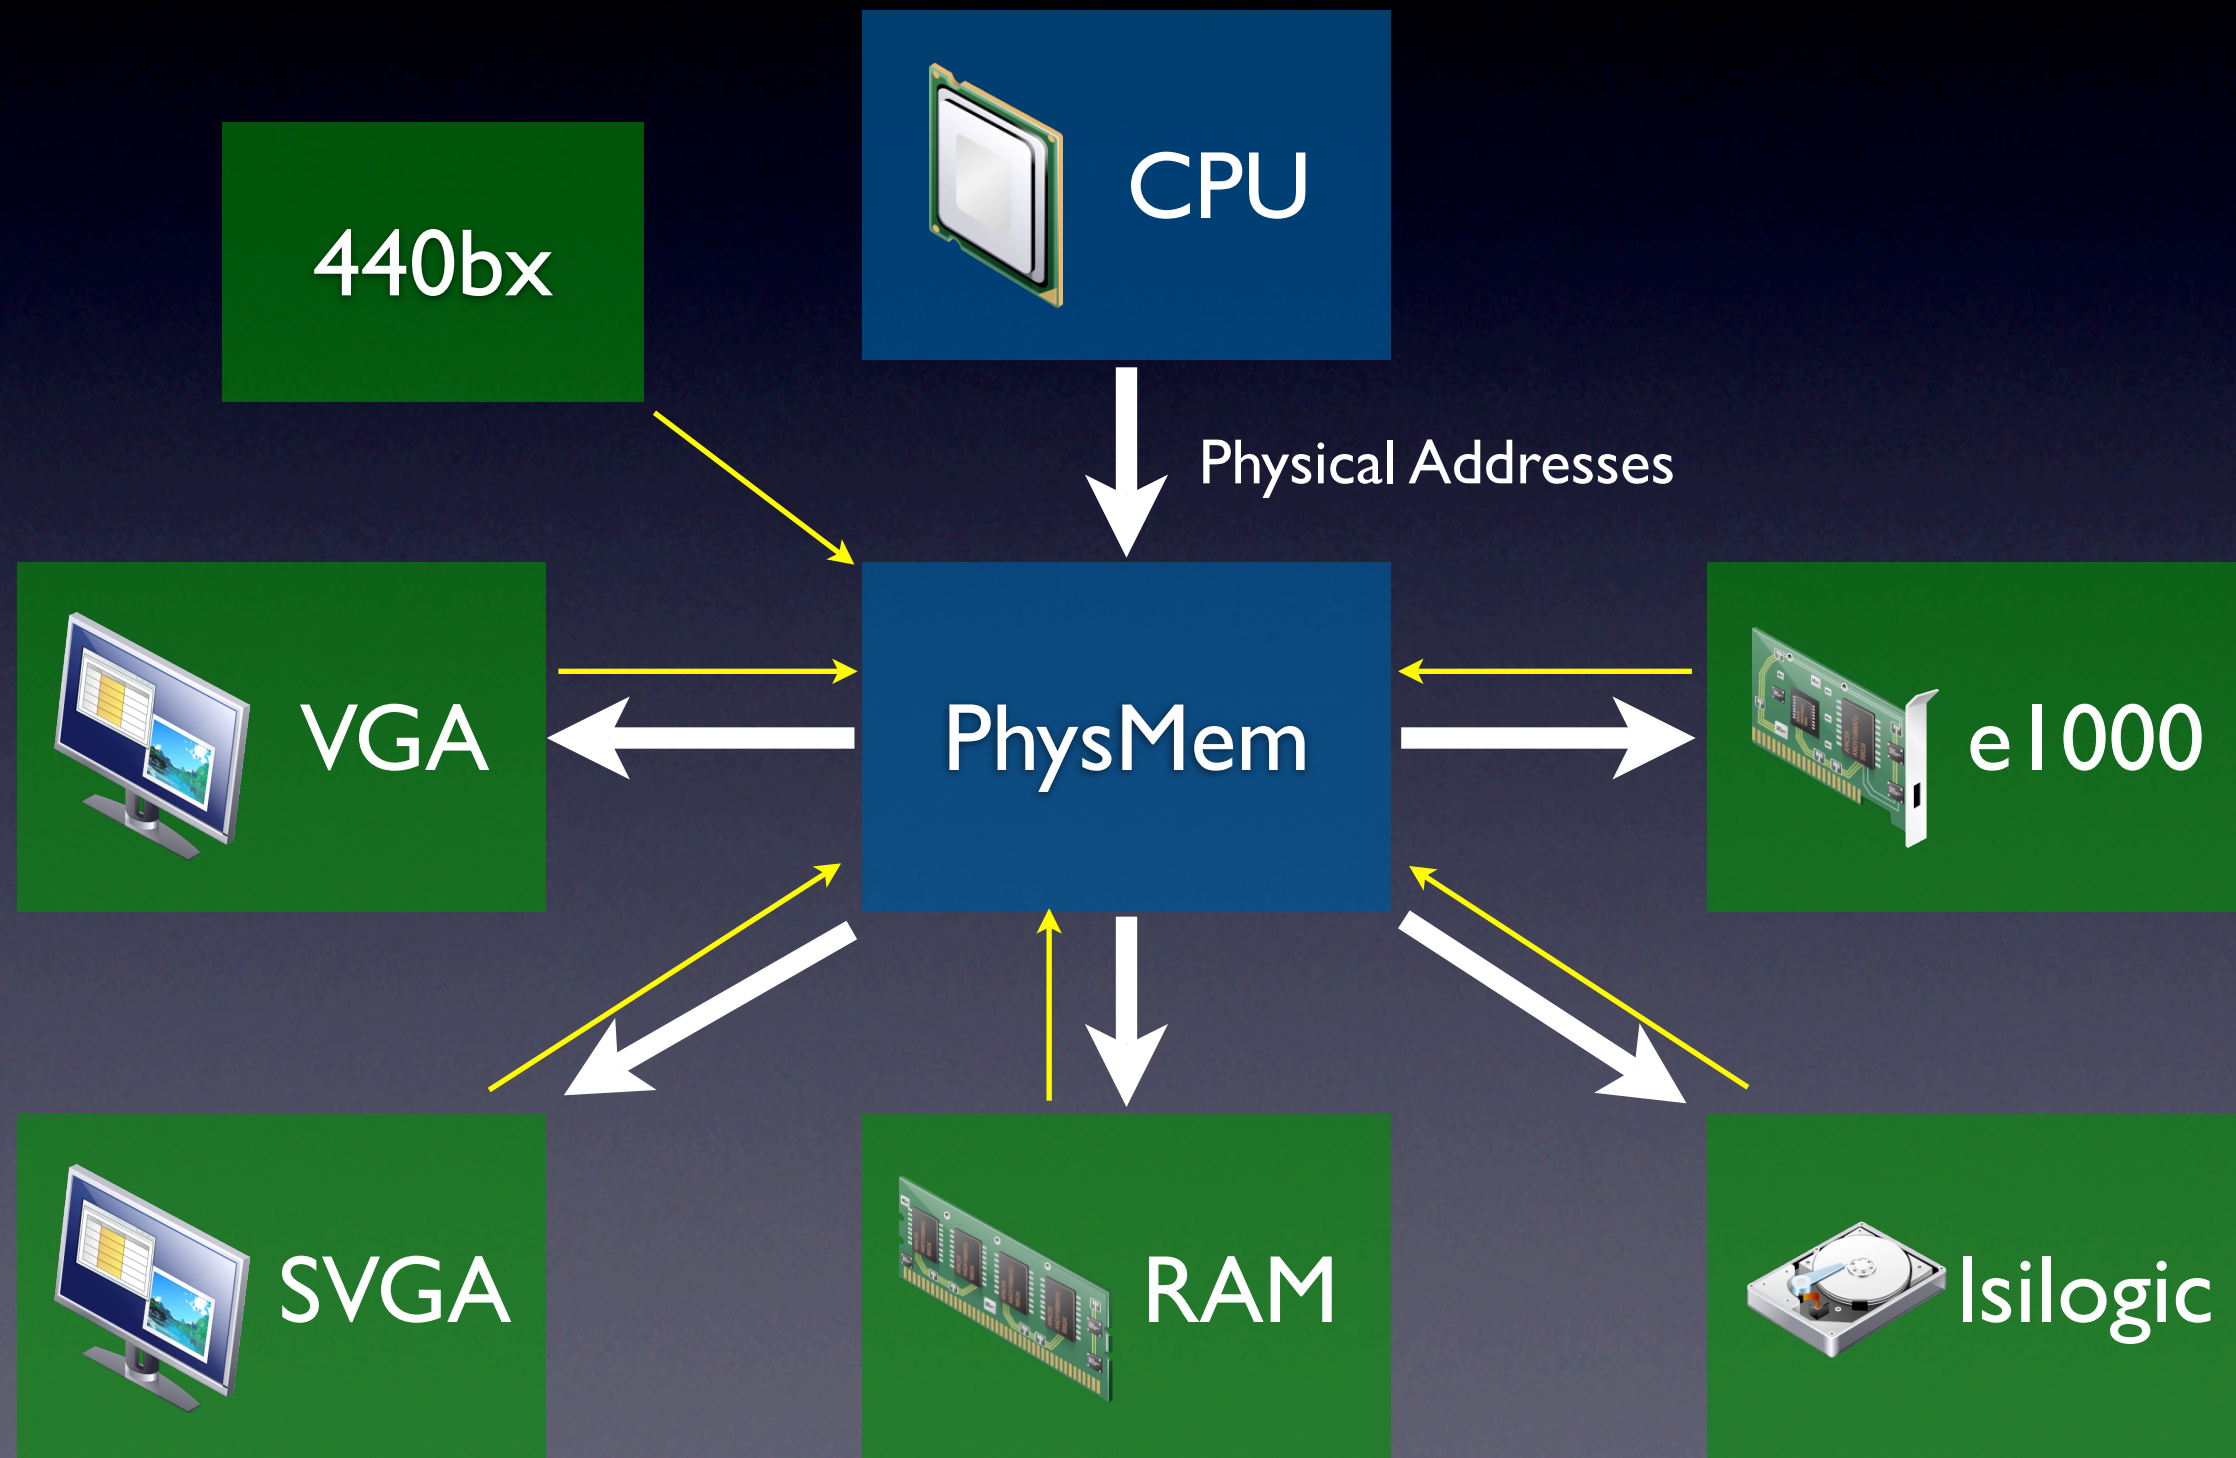 CPU
440bx
Physical Addresses
VGA
PhysMem
e1000
SVGA
RAM
lsilogic